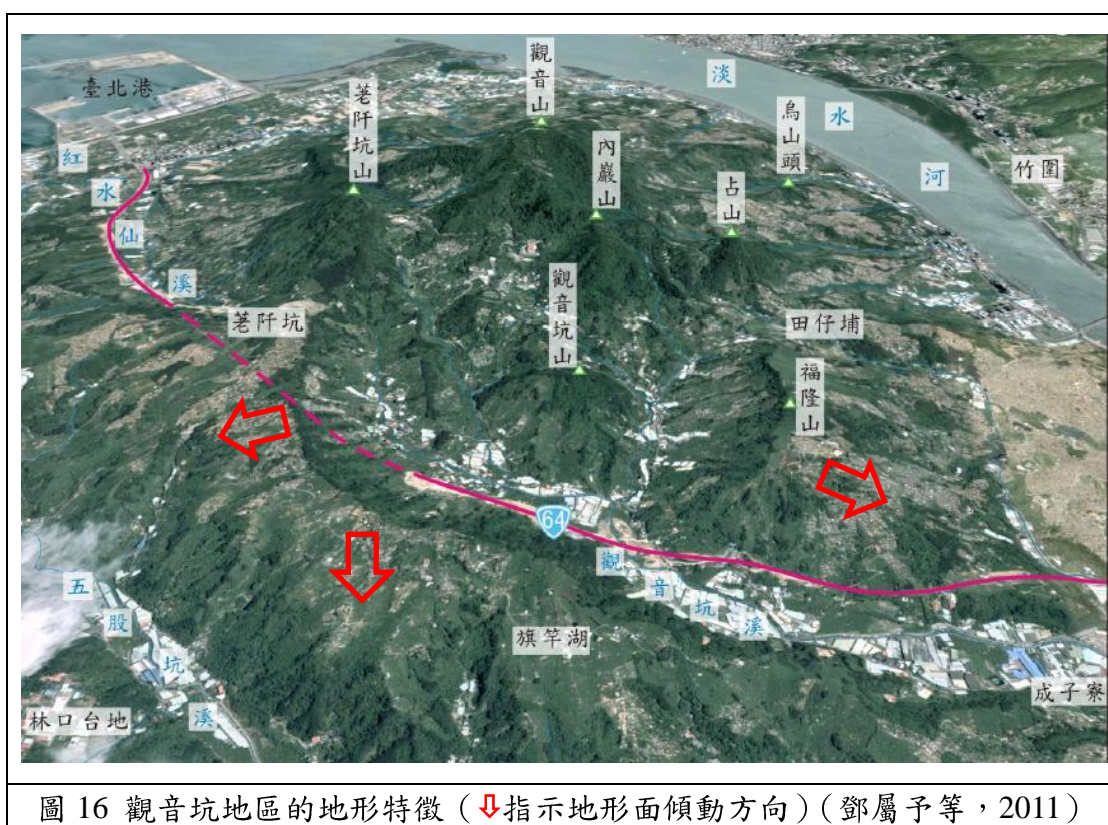 臺北港
觀音山
荖阡坑山
淡水河
烏山頭
內巖山
占山
竹圍
紅水仙溪
荖阡坑
觀音坑山
田仔埔
福隆山
64
觀音坑溪
五股坑溪
旗竿湖
成子寮
林口台地
圖 16 觀音坑地區的地形特徵（⇩指示地形面傾動方向）（鄧屬予等，2011）